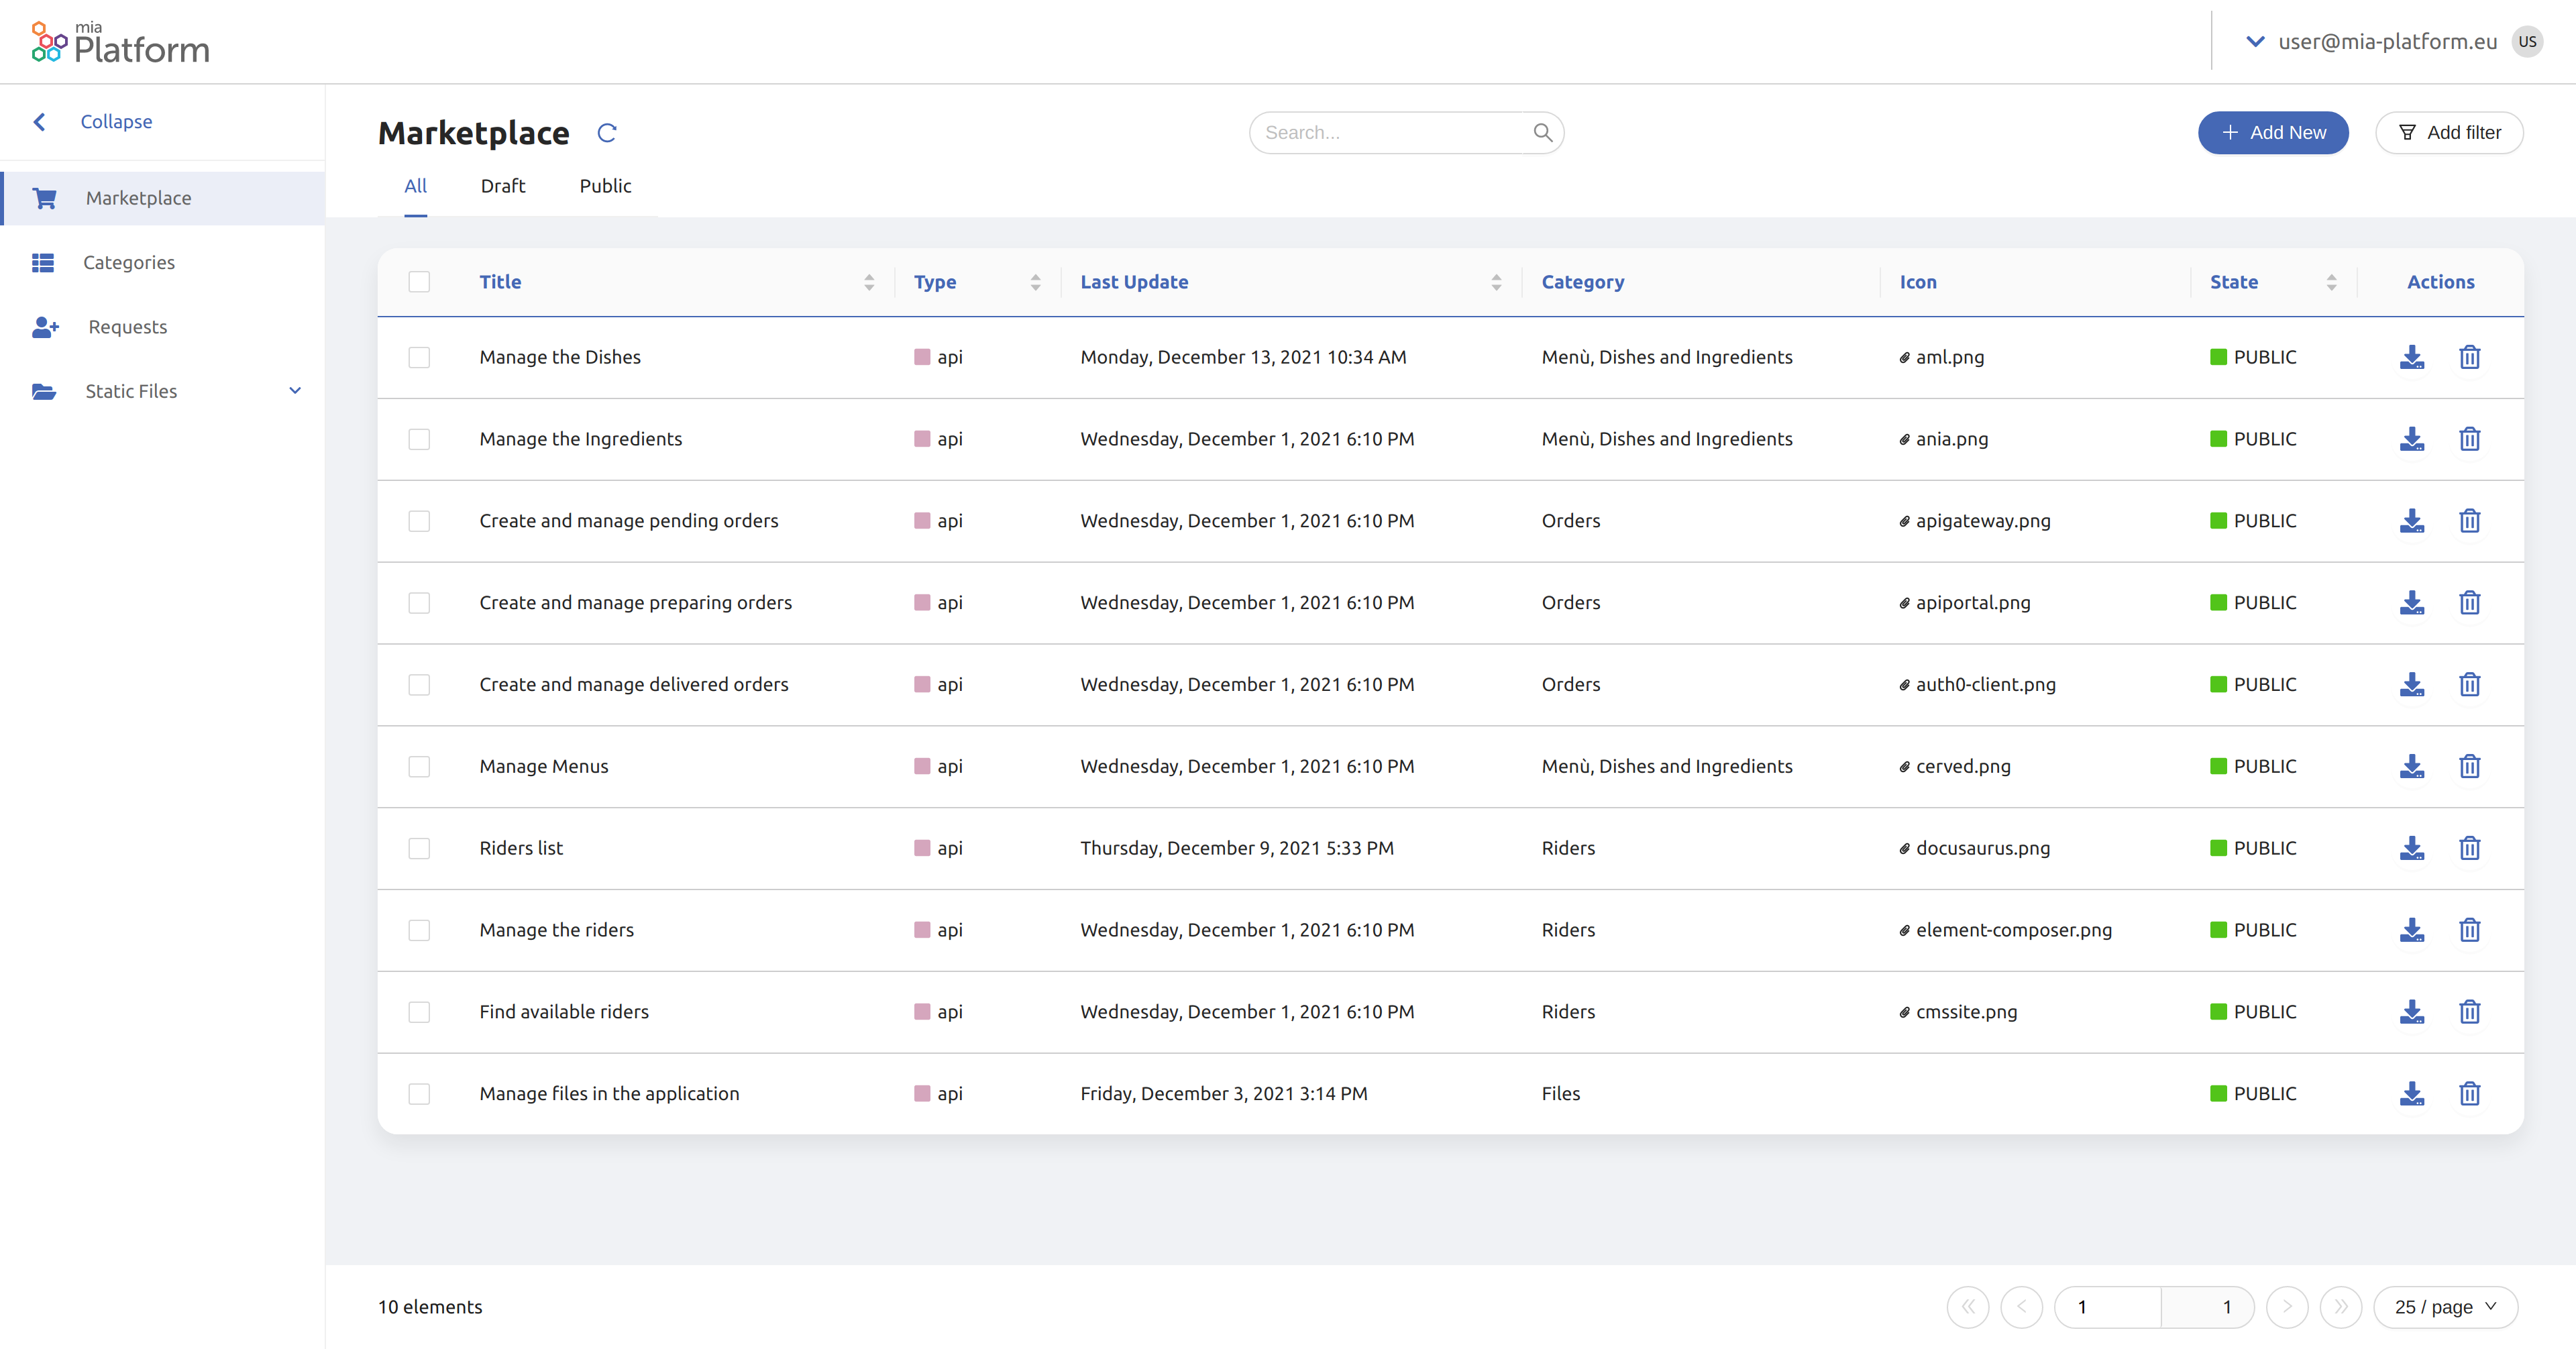 mia
Platform
user@mia-platform.eu US
Collapse
Marketplace
Categories
Requests
Static Files
Marketplace
Search...
Add New
Add filter
All Draft Public
Title Type Last Update Category Icon State Actions
Manage the Dishes api Monday, December 13, 2021 10:34 AM Menù, Dishes and Ingredients aml.png PUBLIC
Manage the Ingredients api Wednesday, December 1, 2021 6:10 PM Menù, Dishes and Ingredients ania.png PUBLIC
Create and manage pending orders api Wednesday, December 1, 2021 6:10 PM Orders apigateway.png PUBLIC
Create and manage preparing orders api Wednesday, December 1, 2021 6:10 PM Orders apiportal.png PUBLIC
Create and manage delivered orders api Wednesday, December 1, 2021 6:10 PM Orders auth0-client.png PUBLIC
Manage Menus api Wednesday, December 1, 2021 6:10 PM Menù, Dishes and Ingredients cerved.png PUBLIC
Riders list api Thursday, December 9, 2021 5:33 PM Riders docusaurus.png PUBLIC
Manage the riders api Wednesday, December 1, 2021 6:10 PM Riders element-composer.png PUBLIC
Find available riders api Wednesday, December 1, 2021 6:10 PM Riders cmssite.png PUBLIC
Manage files in the application api Friday, December 3, 2021 3:14 PM Files PUBLIC
10 elements
1 1 25 / page